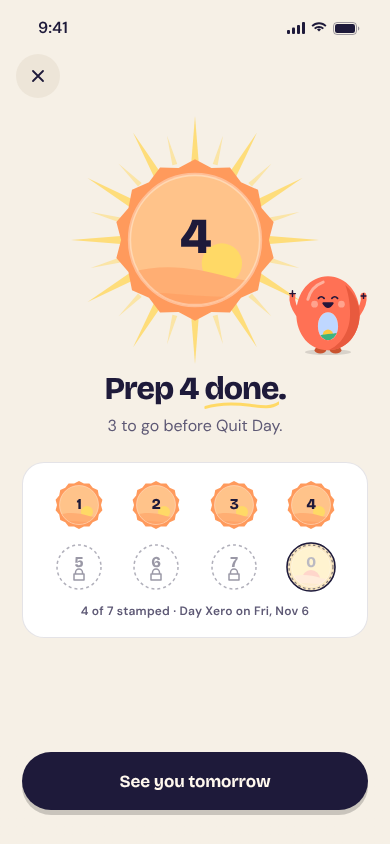 9:41
4
Prep 4 done.
3 to go before Quit Day.
1 2 3 4
5 6 7 0
4 of 7 stamped · Day Xero on Fri, Nov 6
See you tomorrow